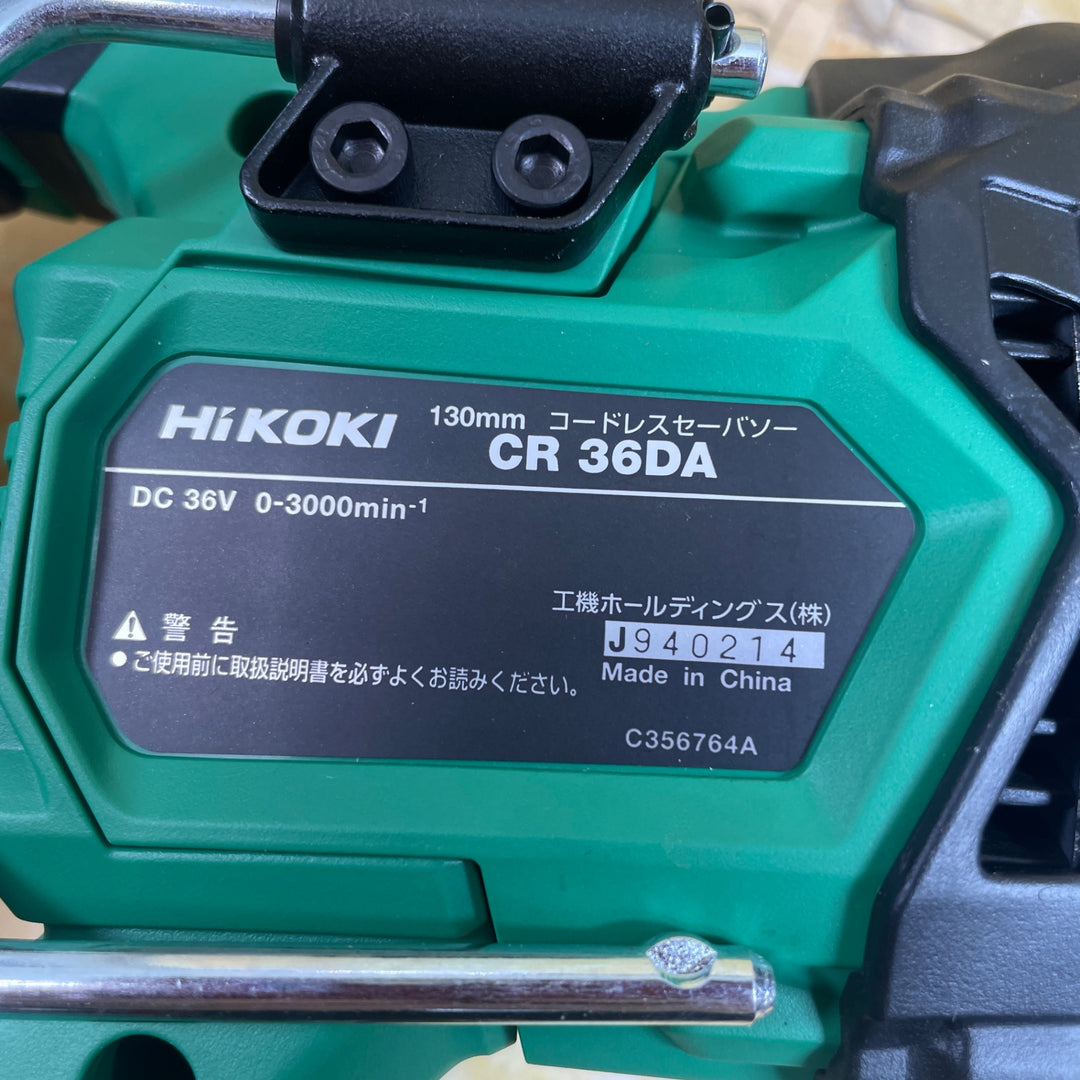 HiKOKI 130mm コードレスセーバソー
CR 36DA
DC 36V 0-3000min-1
工機ホールディングス(株)
J940214
Made in China
警告
●ご使用前に取扱説明書を必ずよくお読みください。
C356764A